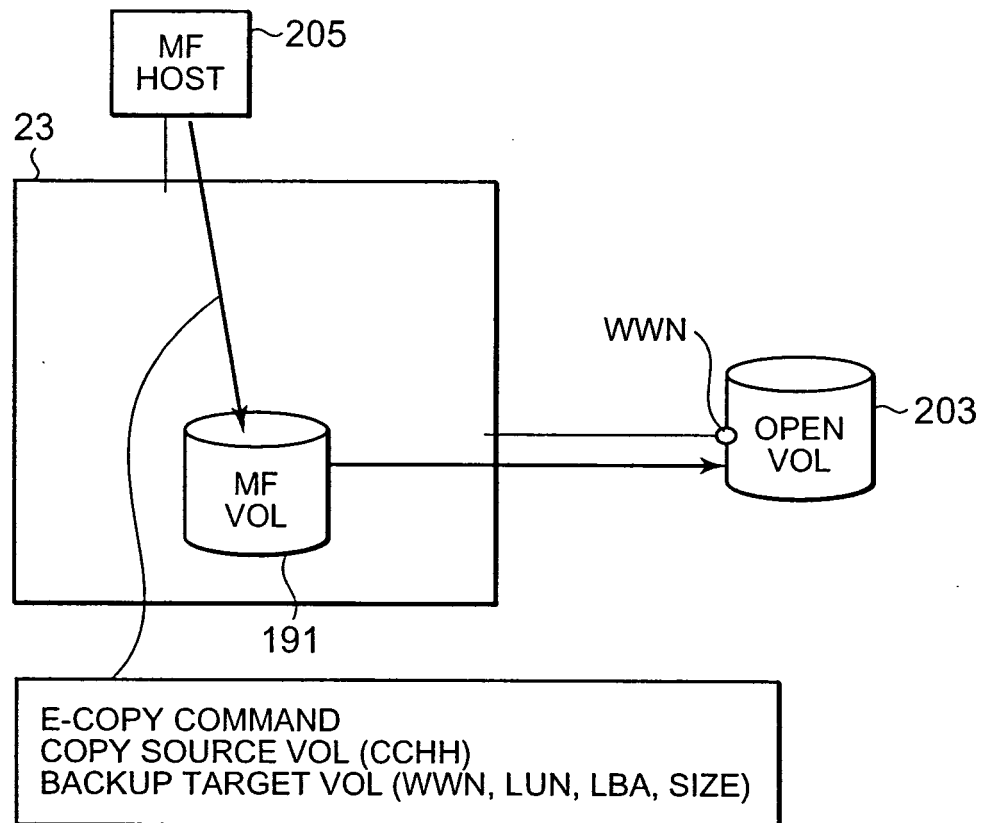 MF
HOST
205
23
WWN
OPEN
VOL
203
MF
VOL
191
E-COPY COMMAND
COPY SOURCE VOL (CCHH)
BACKUP TARGET VOL (WWN, LUN, LBA, SIZE)